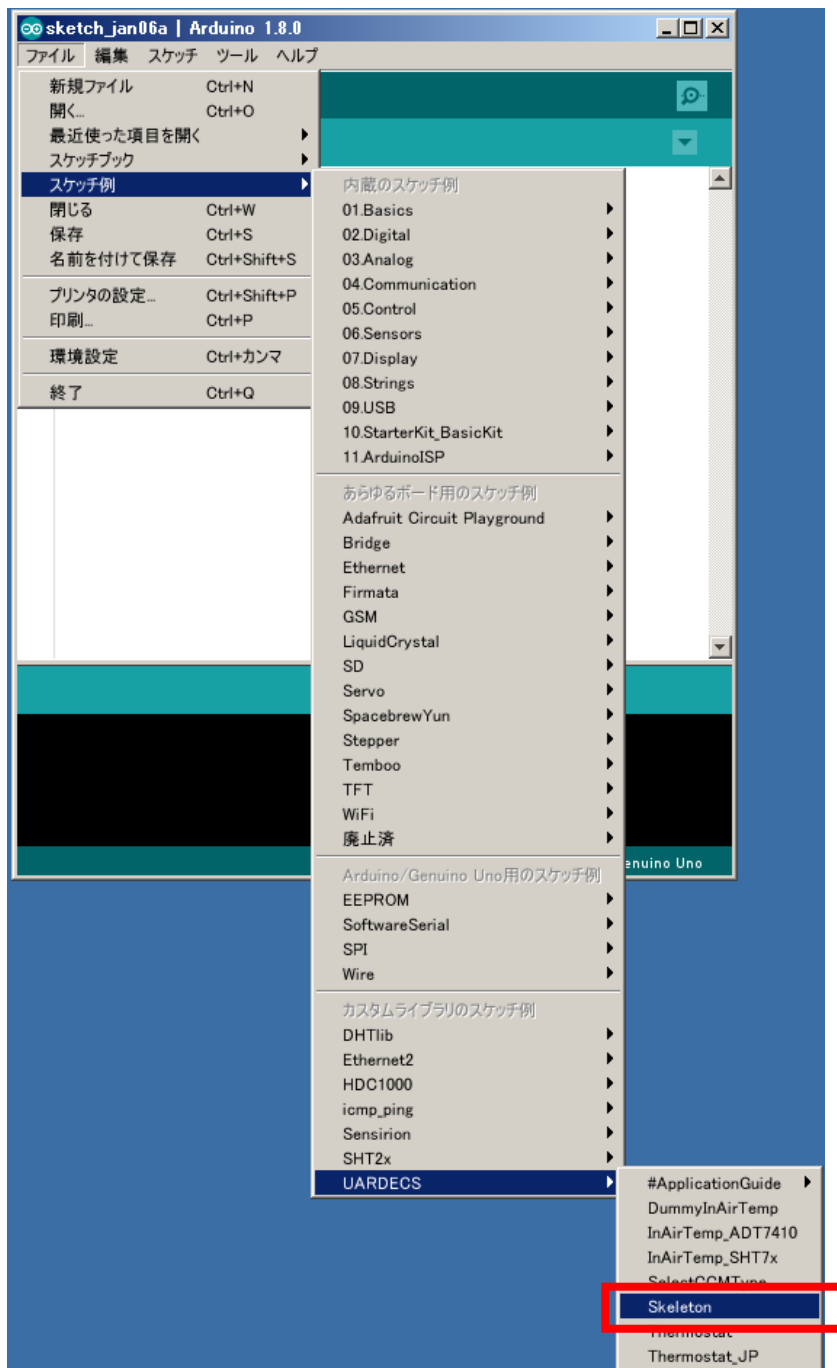 sketch_jan06a | Arduino 1.8.0
ファイル 編集 スケッチ ツール ヘルプ
新規ファイル Ctrl+N
開く... Ctrl+O
最近使った項目を開く
スケッチブック
スケッチ例
閉じる Ctrl+W
保存 Ctrl+S
名前を付けて保存 Ctrl+Shift+S
プリンタの設定... Ctrl+Shift+P
印刷... Ctrl+P
環境設定 Ctrl+カンマ
終了 Ctrl+Q
内蔵のスケッチ例
01.Basics
02.Digital
03.Analog
04.Communication
05.Control
06.Sensors
07.Display
08.Strings
09.USB
10.StarterKit_BasicKit
11.ArduinoISP
あらゆるボード用のスケッチ例
Adafruit Circuit Playground
Bridge
Ethernet
Firmata
GSM
LiquidCrystal
SD
Servo
SpacebrewYun
Stepper
Temboo
TFT
WiFi
廃止済
enuino Uno
Arduino/Genuino Uno用のスケッチ例
EEPROM
SoftwareSerial
SPI
Wire
カスタムライブラリのスケッチ例
DHTlib
Ethernet2
HDC1000
icmp_ping
Sensirion
SHT2x
UARDECS
#ApplicationGuide
DummyInAirTemp
InAirTemp_ADT7410
InAirTemp_SHT7x
SelectCCMType
Skeleton
Thermostat
Thermostat_JP